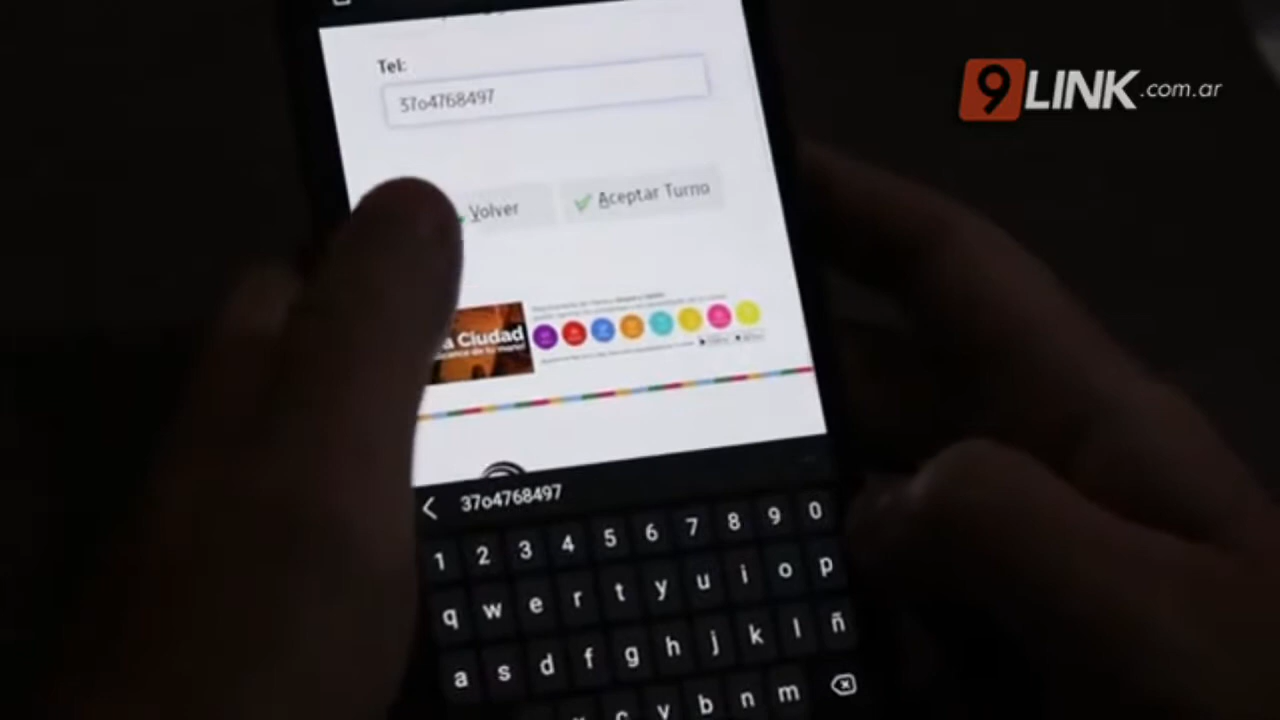 Tel:
37o4768497
9LINK.com.ar
Volver
Aceptar Turno
a Ciudad
37o4768497
1 2 3 4 5 6 7 8 9 0
q w e r t y u i o p
a s d f g h j k l ñ
c v b n m